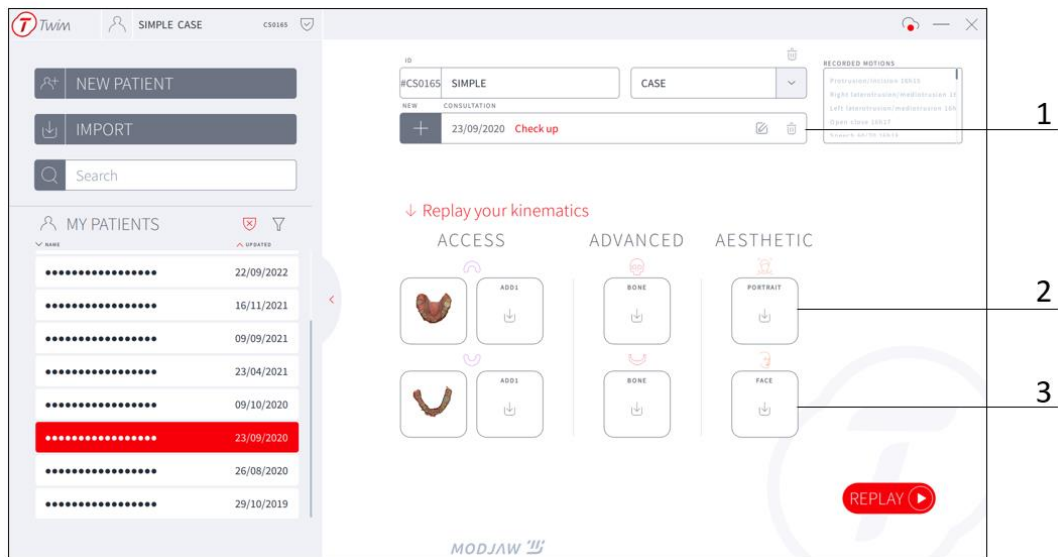 Twim SIMPLE CASE CS0165
NEW PATIENT
IMPORT
Search
MY PATIENTS
NAME UPDATED
•••••••••••••••••• 22/09/2022
•••••••••••••••••• 16/11/2021
•••••••••••••••••• 09/09/2021
•••••••••••••••••• 23/04/2021
•••••••••••••••••• 09/10/2020
•••••••••••••••••• 23/09/2020
•••••••••••••••••• 26/08/2020
•••••••••••••••••• 29/10/2019
ID
#CS0165 SIMPLE CASE
NEW CONSULTATION
23/09/2020 Check up
RECORDED MOTIONS
Protrusion/incision 16h35
Right laterotrusion/mediotrusion
Left laterotrusion/mediotrusion
Open close 16h27
1
Replay your kinematics
ACCESS ADVANCED AESTHETIC
ADD1 BONE PORTRAIT
2
ADD1 BONE FACE
3
REPLAY
MODJAW